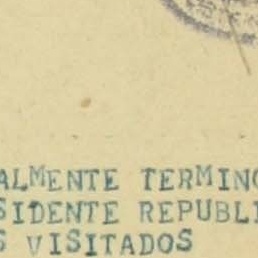 ALMENTE TERMINO
SIDENTE REPUBLI
S VISITADOS